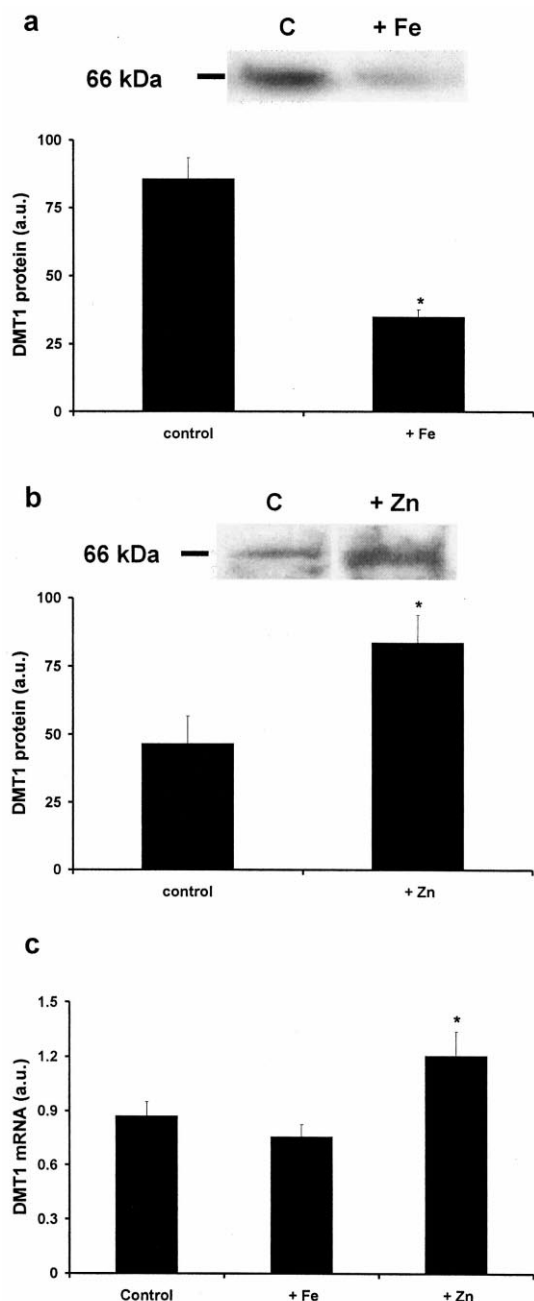 a
C + Fe
66 kDa
100
75
50
25
0
DMT1 protein (a.u.)
*
control + Fe
b
C + Zn
66 kDa
100
75
50
25
0
DMT1 protein (a.u.)
*
control + Zn
c
1.5
1.2
0.9
0.6
0.3
0
DMT1 mRNA (a.u.)
*
Control + Fe + Zn